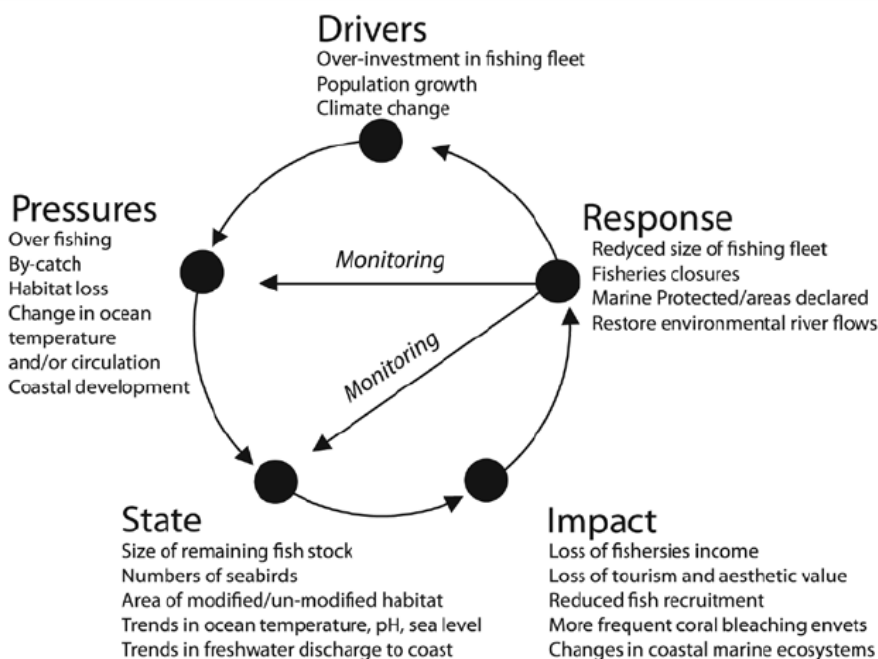 Drivers
Over-investment in fishing fleet
Population growth
Climate change
Pressures
Over fishing
By-catch
Habitat loss
Change in ocean
temperature
and/or circulation
Coastal development
Monitoring
Monitoring
Response
Redyced size of fishing fleet
Fisheries closures
Marine Protected/areas declared
Restore environmental river flows
State
Size of remaining fish stock
Numbers of seabirds
Area of modified/un-modified habitat
Trends in ocean temperature, pH, sea level
Trends in freshwater discharge to coast
Impact
Loss of fishersies income
Loss of tourism and aesthetic value
Reduced fish recruitment
More frequent coral bleaching envets
Changes in coastal marine ecosystems